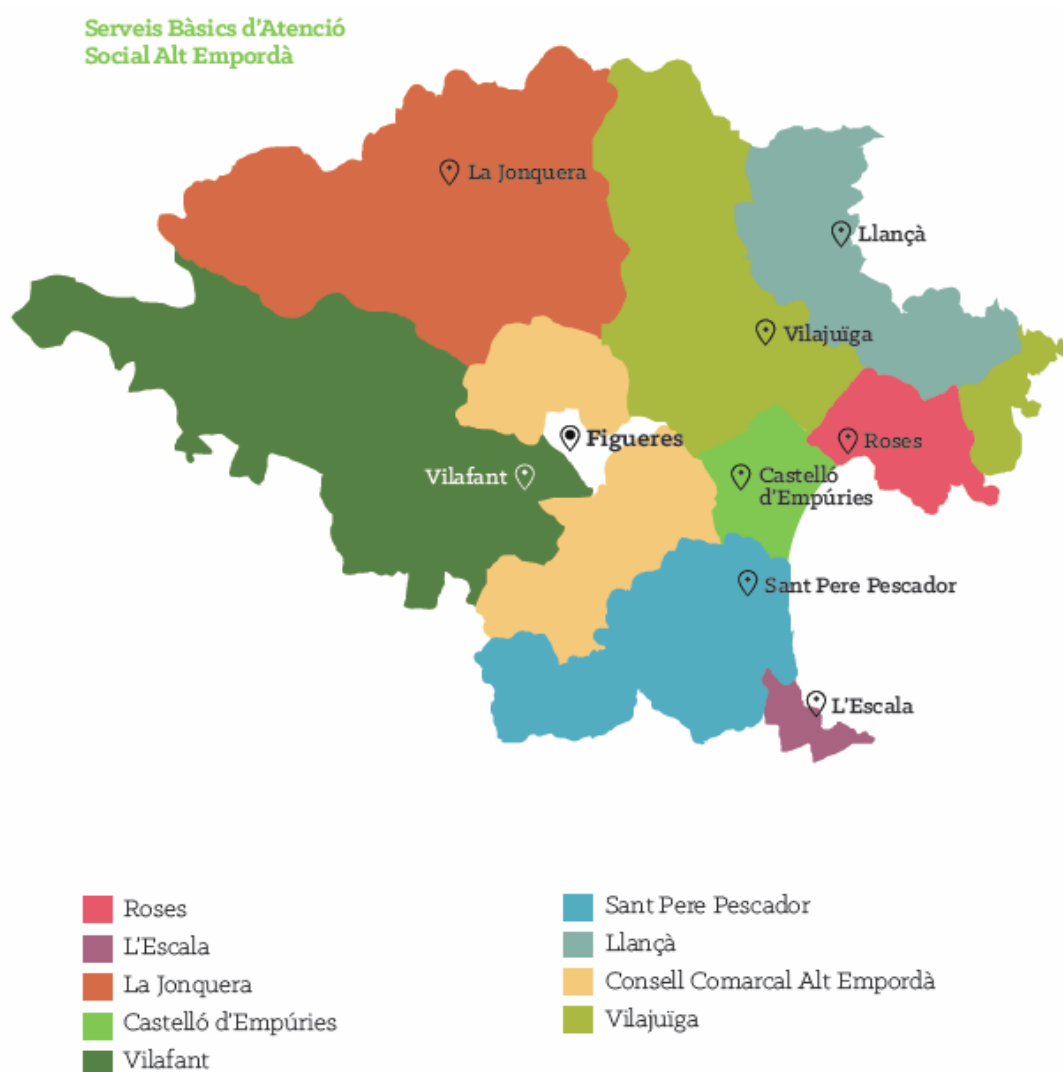 Serveis Bàsics d'Atenció
Social Alt Empordà
La Jonquera
Llançà
Vilajuïga
Figueres
Roses
Vilafant
Castelló
d'Empúries
Sant Pere Pescador
L'Escala
Roses
L'Escala
La Jonquera
Castelló d'Empúries
Vilafant
Sant Pere Pescador
Llançà
Consell Comarcal Alt Empordà
Vilajuïga